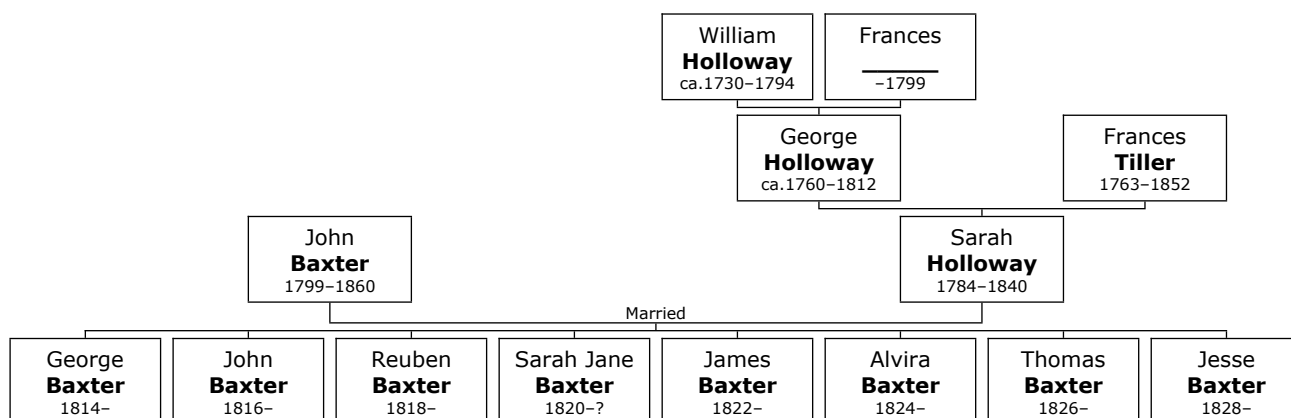 William
Holloway
ca.1730–1794
Frances
________
–1799
George
Holloway
ca.1760–1812
Frances
Tiller
1763–1852
John
Baxter
1799–1860
Sarah
Holloway
1784–1840
Married
George
Baxter
1814–
John
Baxter
1816–
Reuben
Baxter
1818–
Sarah Jane
Baxter
1820–?
James
Baxter
1822–
Alvira
Baxter
1824–
Thomas
Baxter
1826–
Jesse
Baxter
1828–